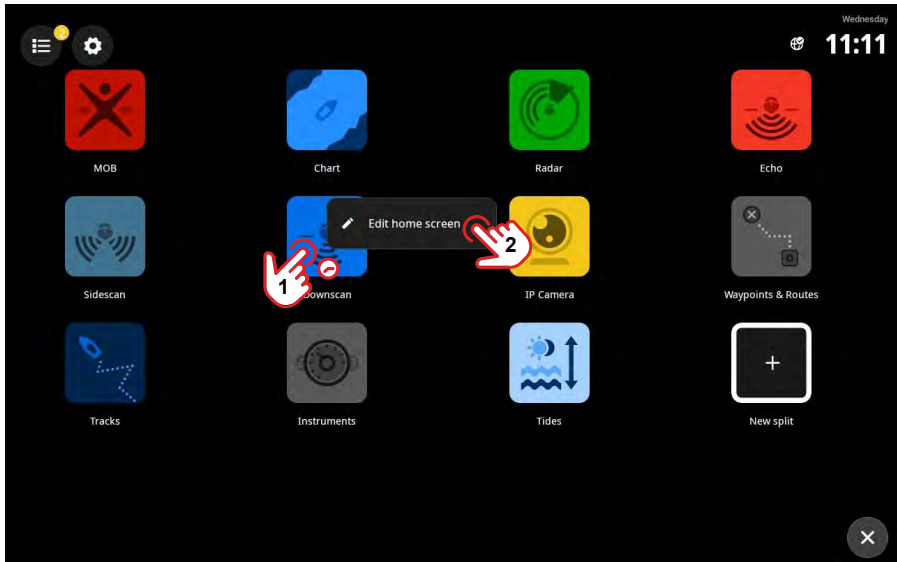 Wednesday
2
11:11
MOB
Chart
Radar
Echo
Edit home screen
1
2
Sidescan
Downscan
IP Camera
Waypoints & Routes
Tracks
Instruments
Tides
New split